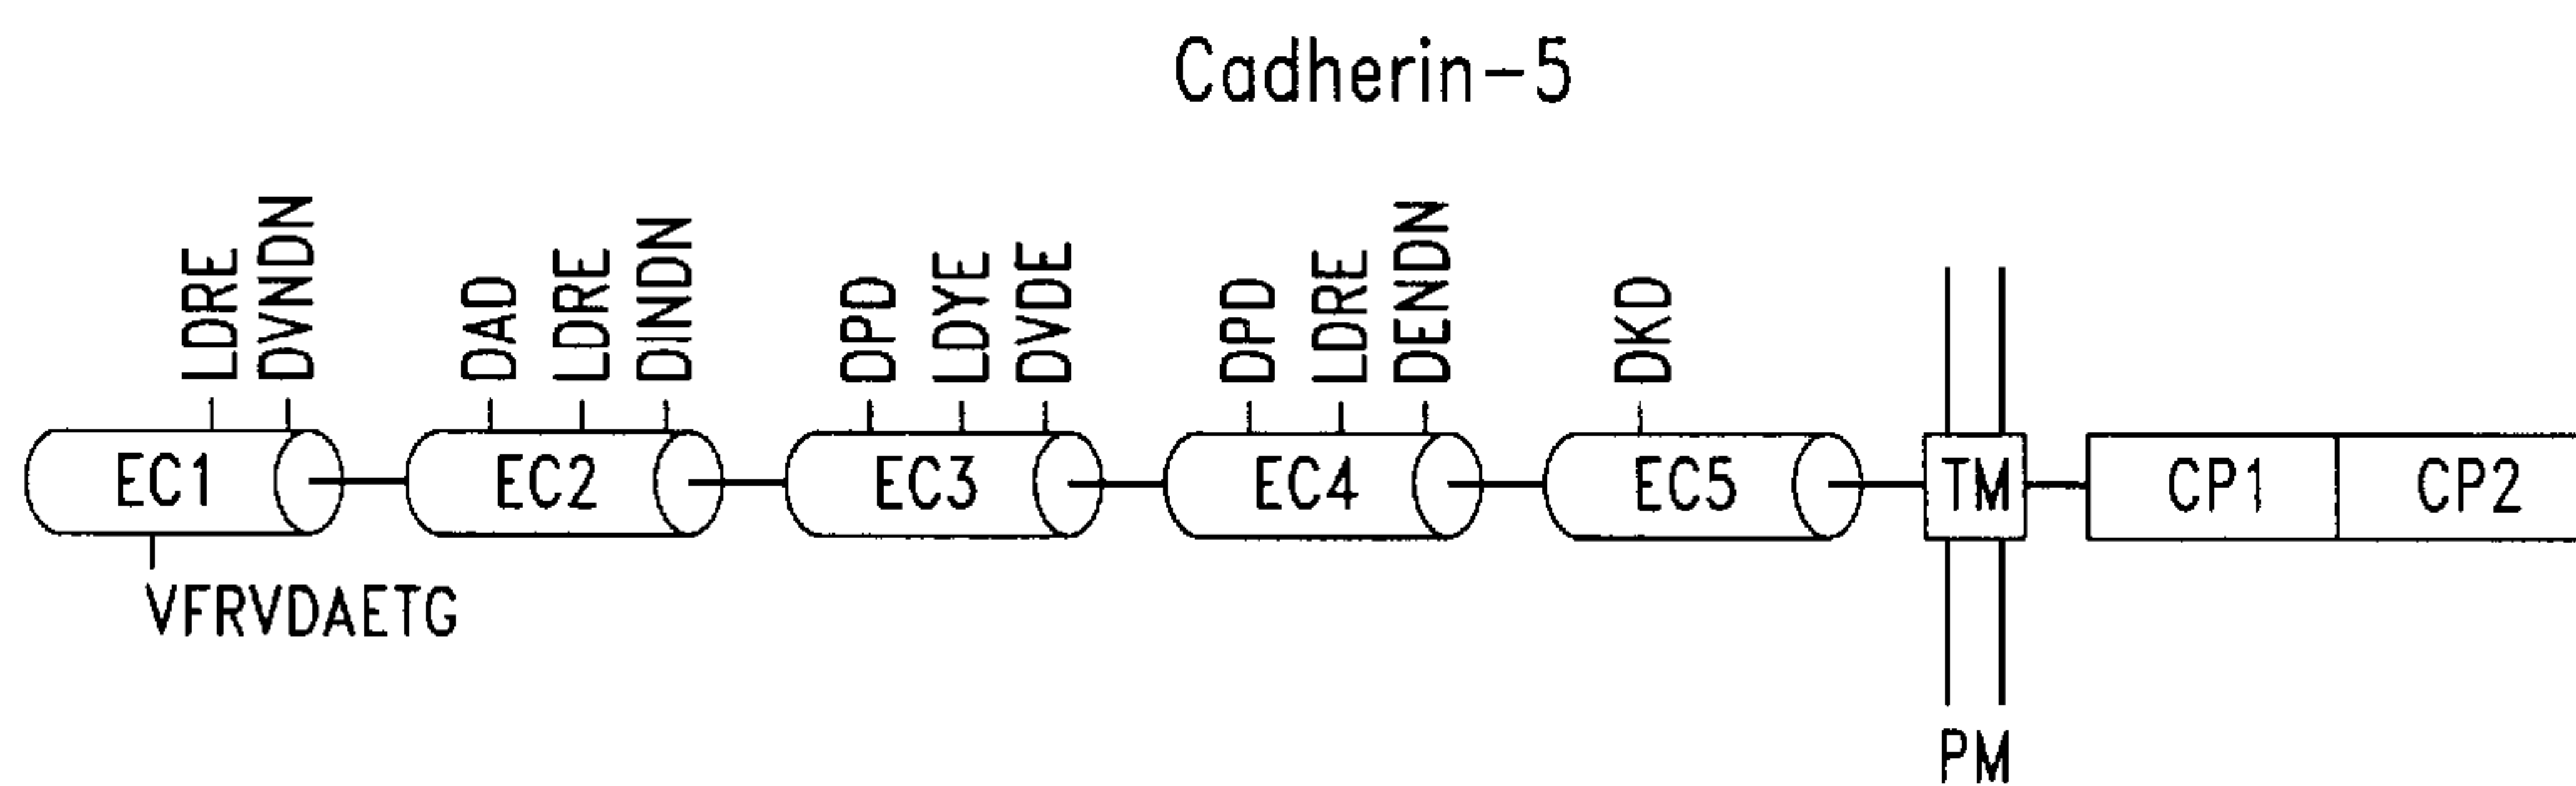 Cadherin-5
LDRE
DVNDN
DAD
LDRE
DINDN
DPD
LDYE
DVDE
DPD
LDRE
DENDN
DKD
EC1
EC2
EC3
EC4
EC5
TM
CP1
CP2
VFRVDAETG
PM